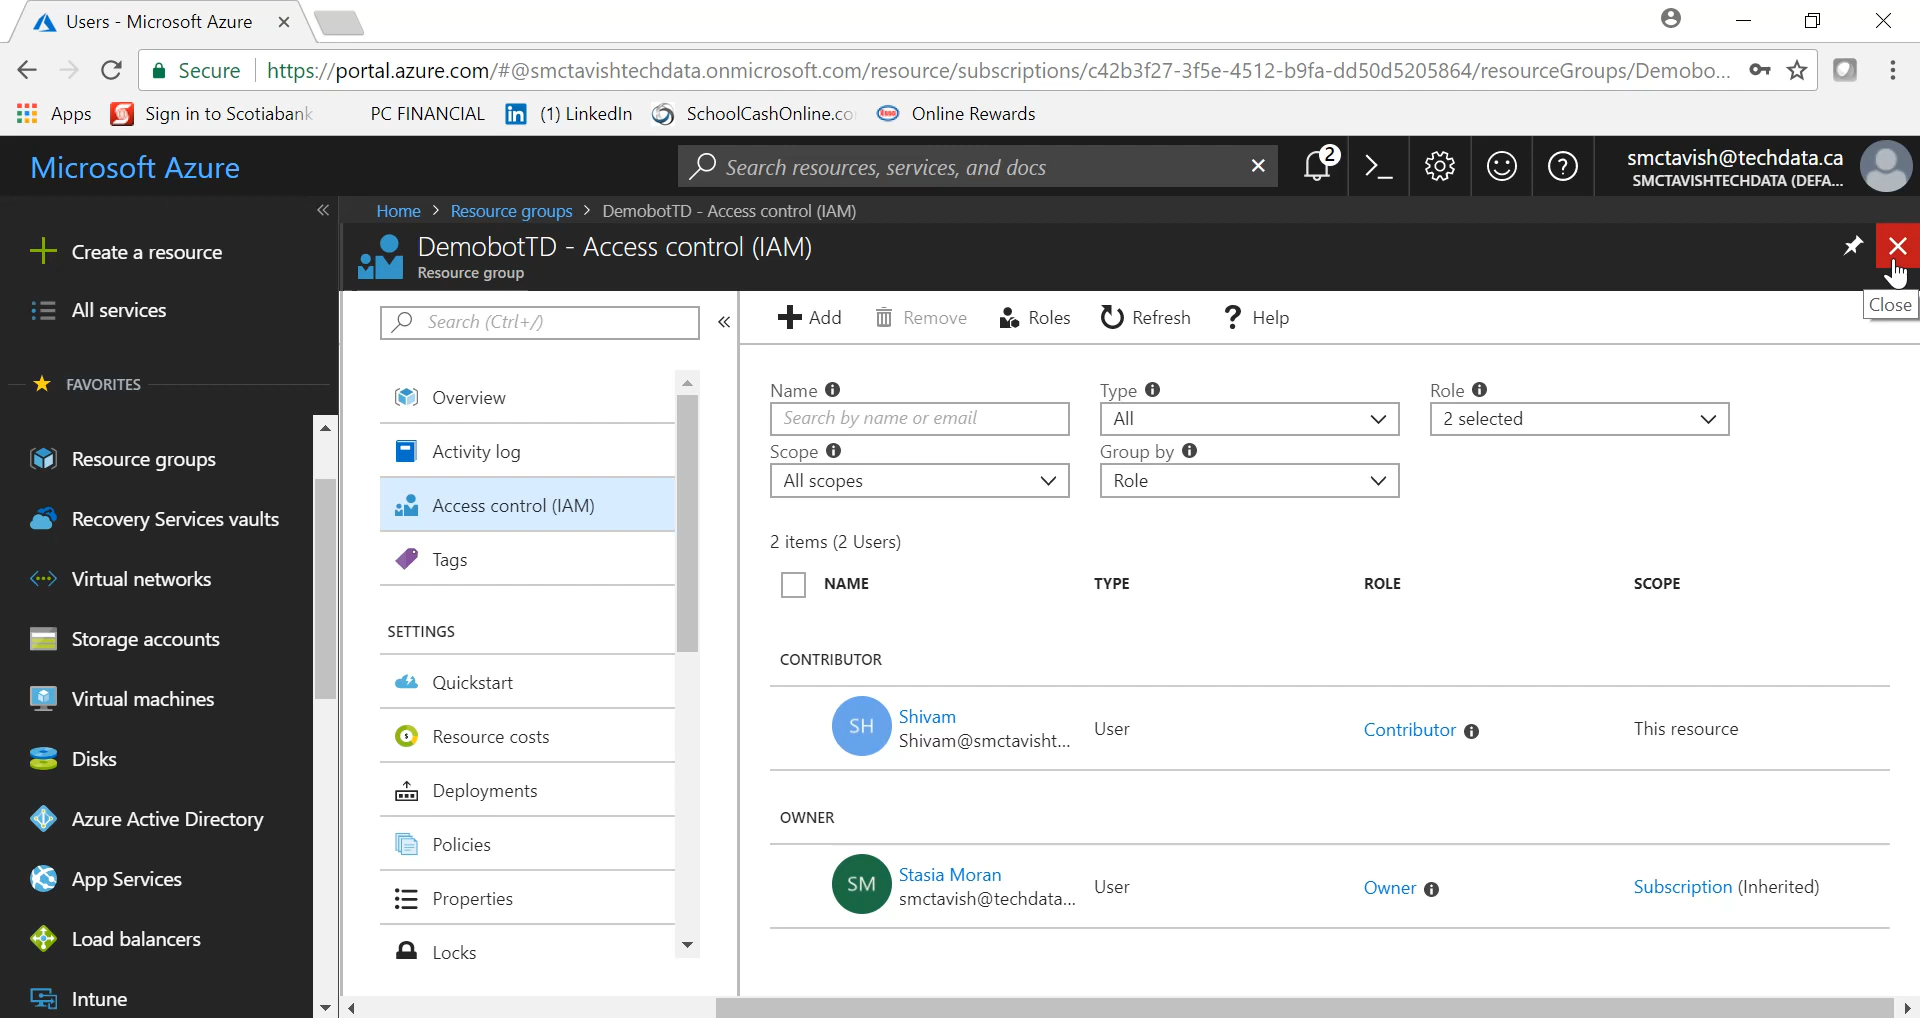 Users - Microsoft Azure
Secure https://portal.azure.com/#@smctavishtechdata.onmicrosoft.com/resource/subscriptions/c42b3f27-3f5e-4512-b9fa-dd50d5205864/resourceGroups/Demobo...
Apps Sign in to Scotiabank PC FINANCIAL (1) LinkedIn SchoolCashOnline.co Online Rewards
Microsoft Azure
Search resources, services, and docs
2
smctavish@techdata.ca
SMCTAVISHTECHDATA (DEFA...
Home > Resource groups > DemobotTD - Access control (IAM)
DemobotTD - Access control (IAM)
Resource group
Close
Create a resource
All services
FAVORITES
Resource groups
Recovery Services vaults
Virtual networks
Storage accounts
Virtual machines
Disks
Azure Active Directory
App Services
Load balancers
Intune
Search (Ctrl+/)
Overview
Activity log
Access control (IAM)
Tags
SETTINGS
Quickstart
Resource costs
Deployments
Policies
Properties
Locks
Add Remove Roles Refresh Help
Name Type Role
Search by name or email All 2 selected
Scope Group by
All scopes Role
2 items (2 Users)
NAME TYPE ROLE SCOPE
CONTRIBUTOR
SH Shivam
Shivam@smctavisht... User Contributor This resource
OWNER
SM Stasia Moran
smctavish@techdata... User Owner Subscription (Inherited)